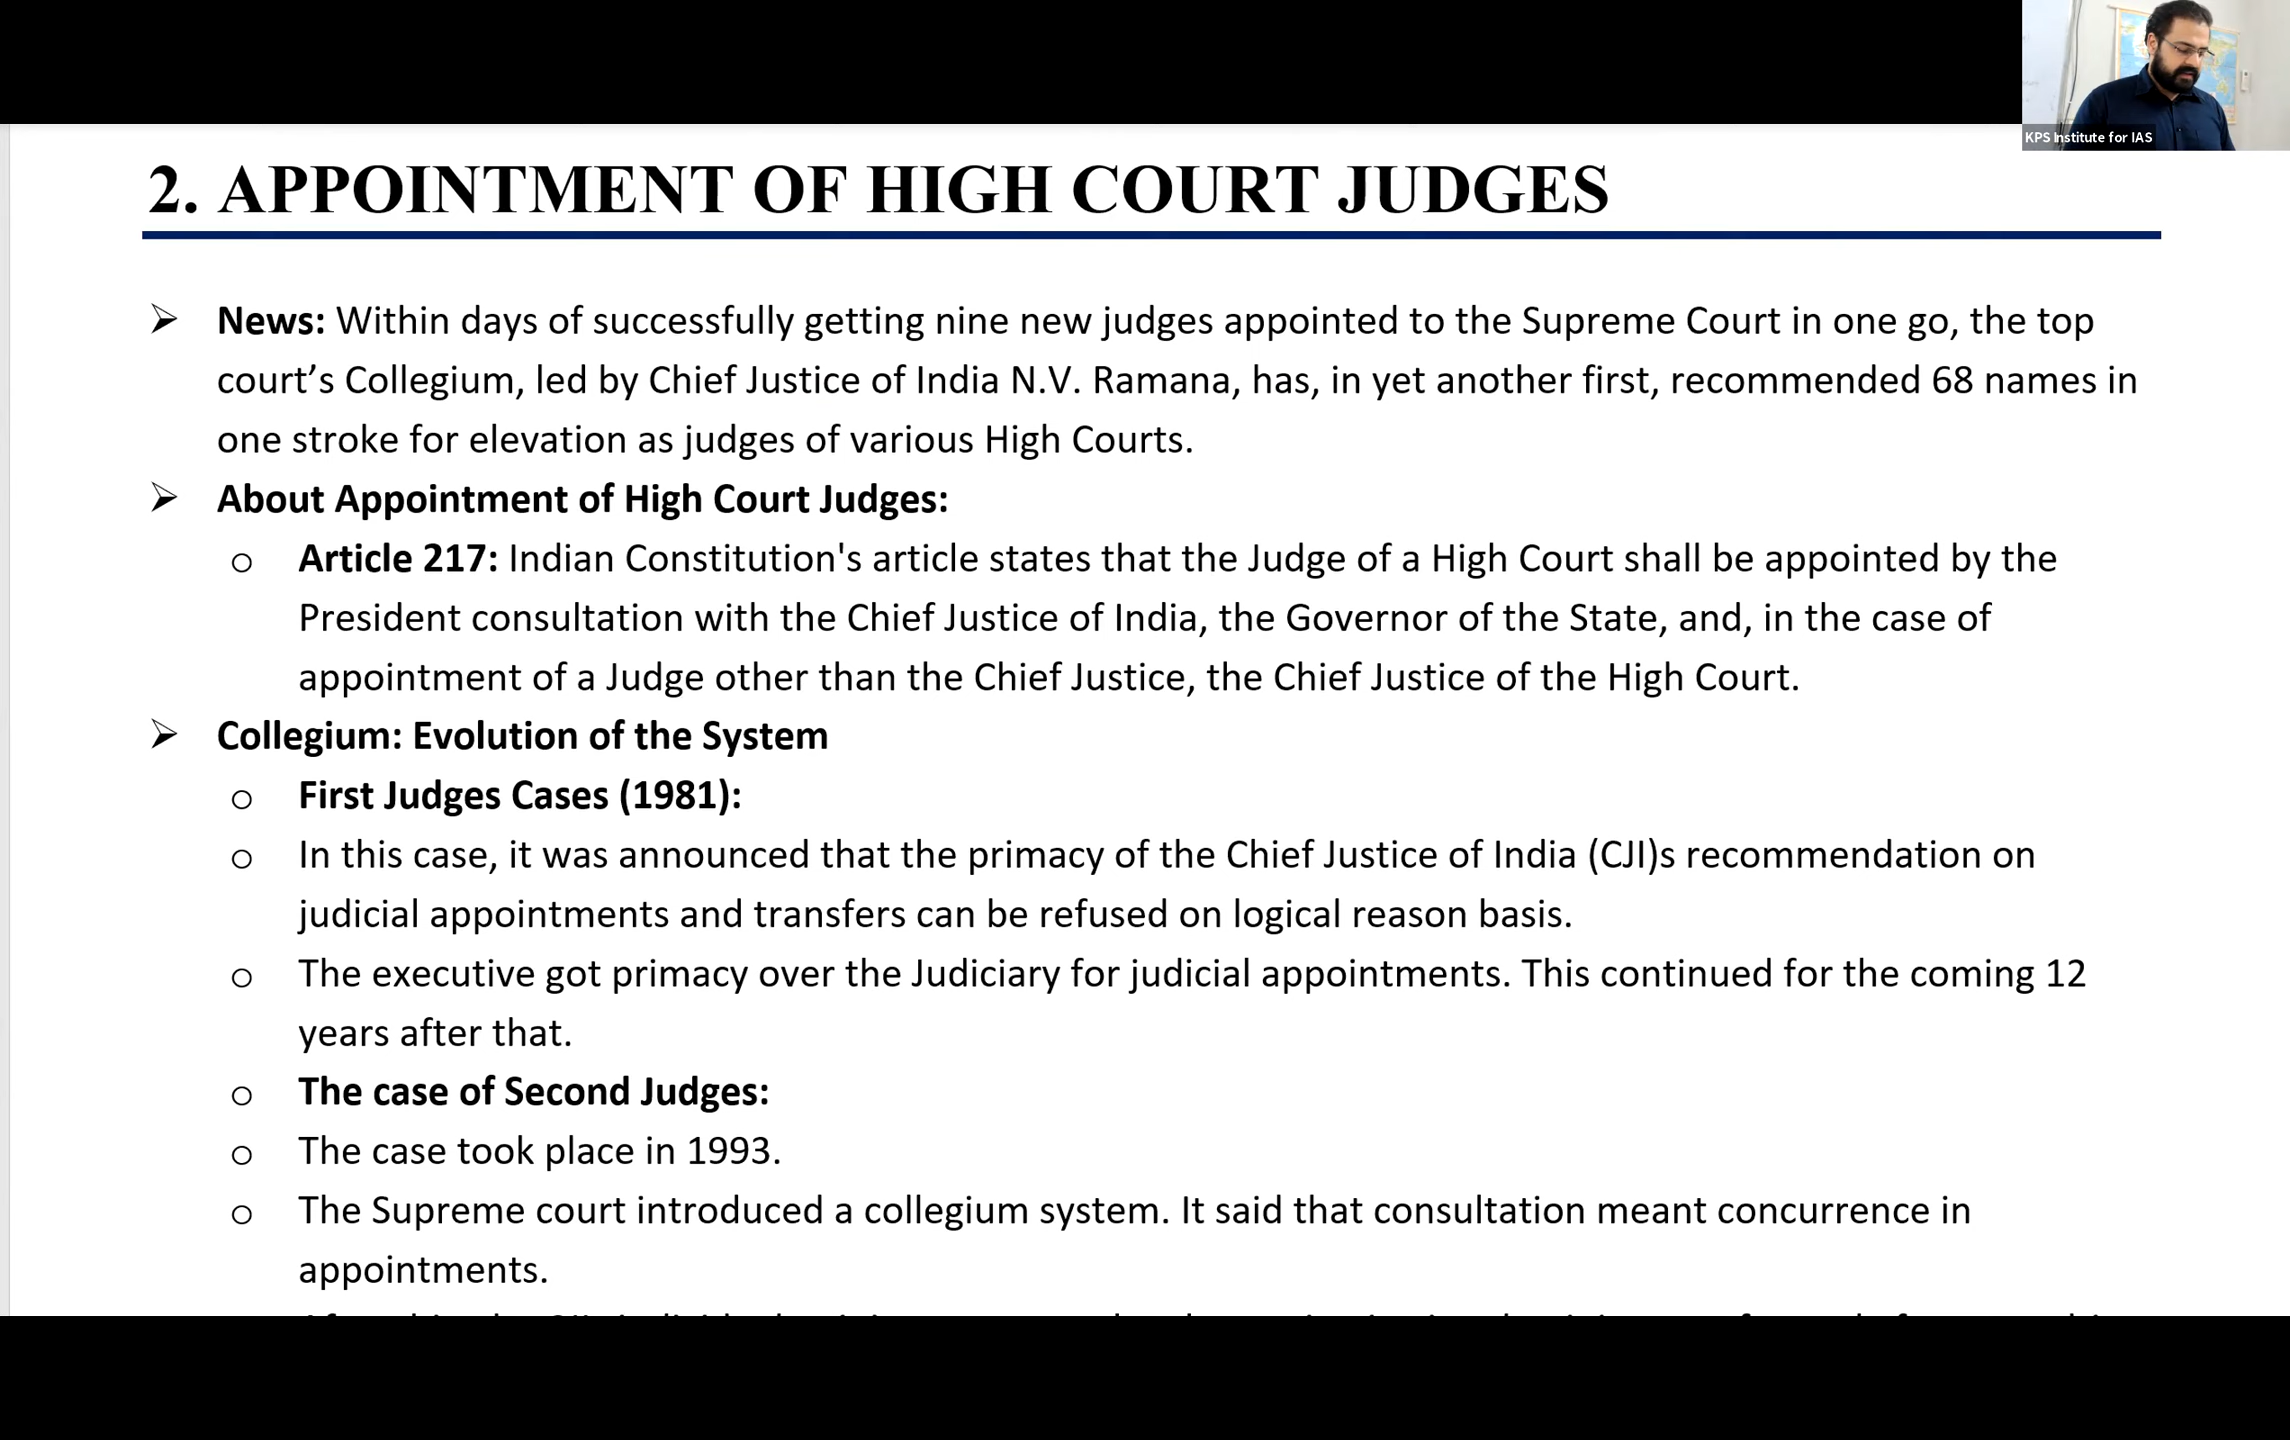 KPS Institute for IAS
2. APPOINTMENT OF HIGH COURT JUDGES
➢ News: Within days of successfully getting nine new judges appointed to the Supreme Court in one go, the top
court’s Collegium, led by Chief Justice of India N.V. Ramana, has, in yet another first, recommended 68 names in
one stroke for elevation as judges of various High Courts.
➢ About Appointment of High Court Judges:
o Article 217: Indian Constitution's article states that the Judge of a High Court shall be appointed by the
President consultation with the Chief Justice of India, the Governor of the State, and, in the case of
appointment of a Judge other than the Chief Justice, the Chief Justice of the High Court.
➢ Collegium: Evolution of the System
o First Judges Cases (1981):
o In this case, it was announced that the primacy of the Chief Justice of India (CJI)s recommendation on
judicial appointments and transfers can be refused on logical reason basis.
o The executive got primacy over the Judiciary for judicial appointments. This continued for the coming 12
years after that.
o The case of Second Judges:
o The case took place in 1993.
o The Supreme court introduced a collegium system. It said that consultation meant concurrence in
appointments.